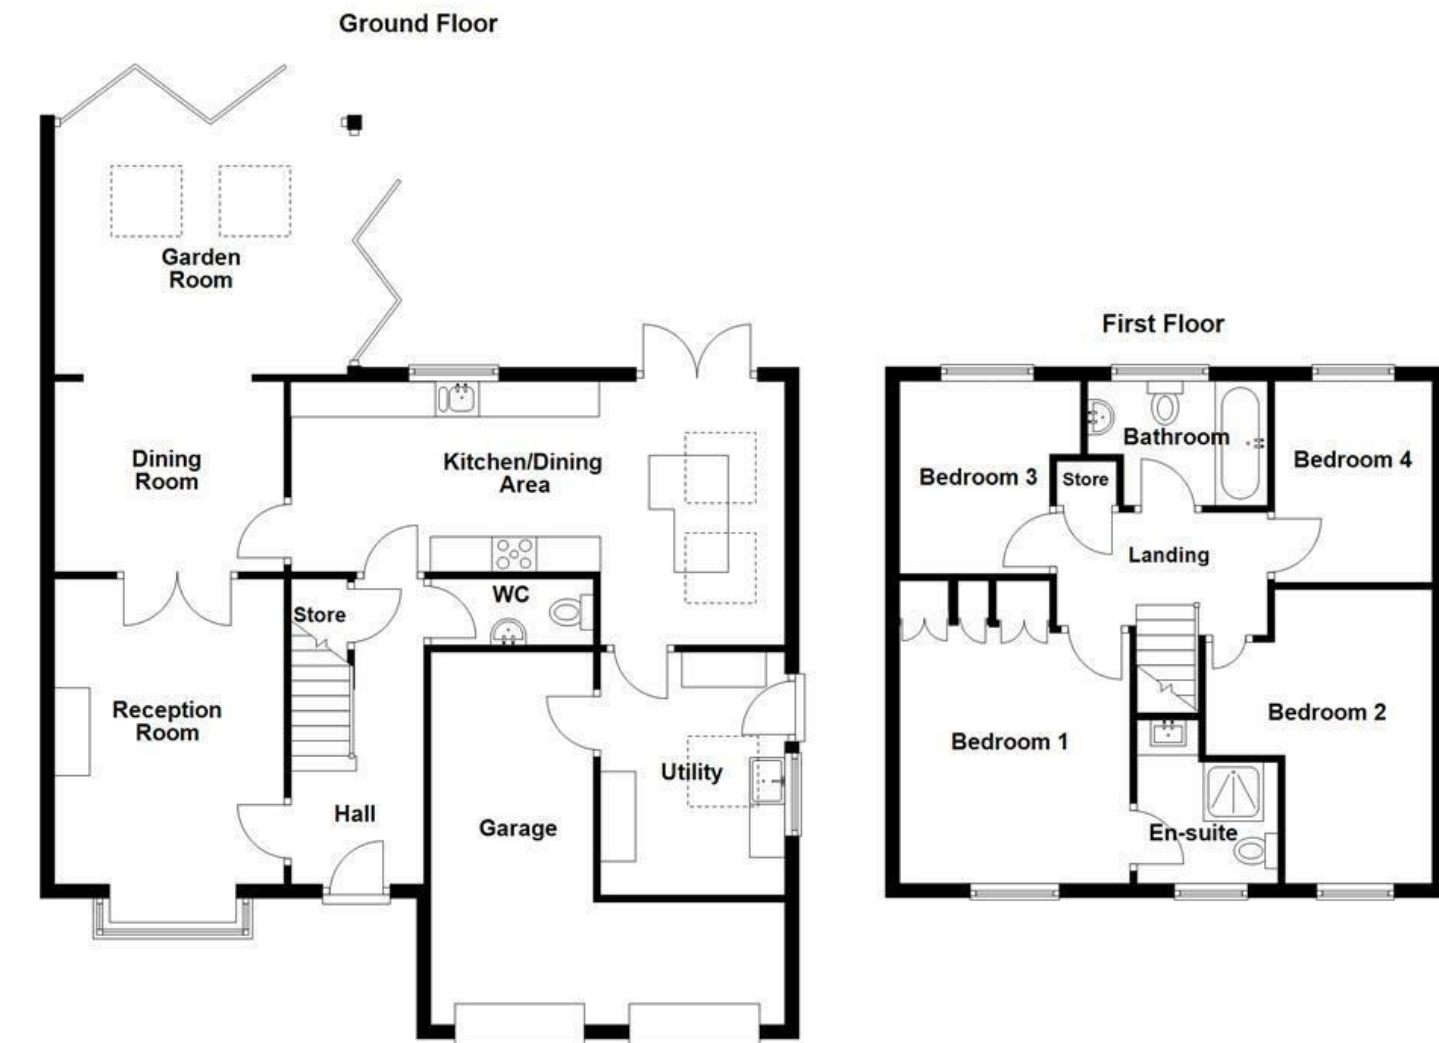 Ground Floor
Garden
Room
Dining
Room
Kitchen/Dining
Area
Store
WC
Reception
Room
Hall
Garage
Utility
First Floor
Bedroom 3
Store
Bathroom
Bedroom 4
Landing
Bedroom 1
Bedroom 2
En-suite